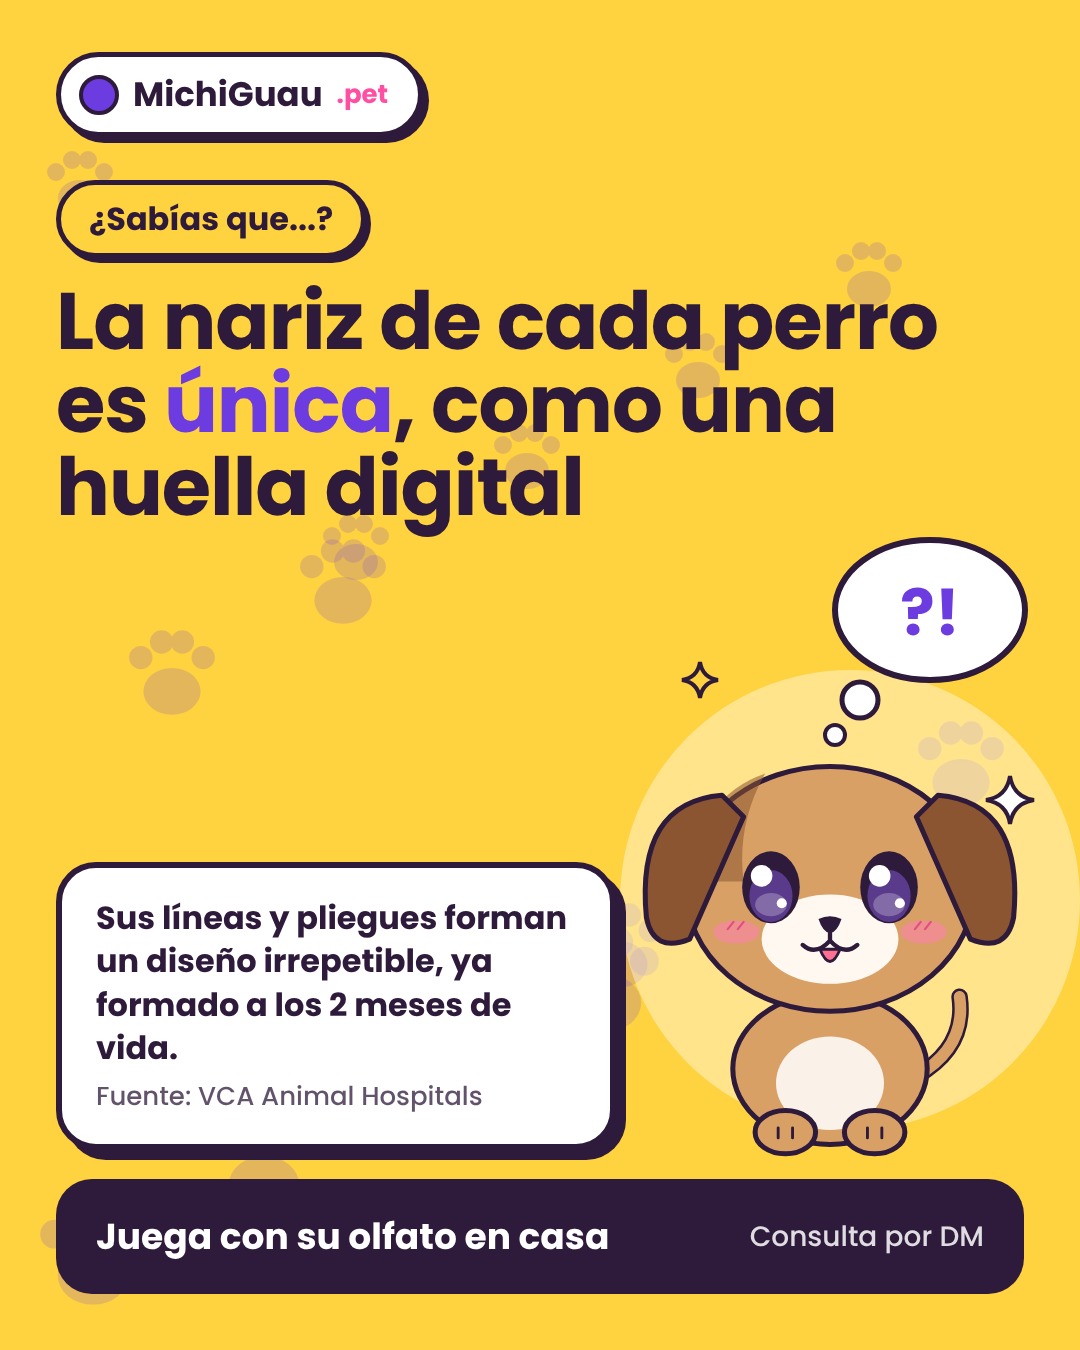 MichiGuau .pet
¿Sabías que...?
La nariz de cada perro
es única, como una
huella digital
?!
Sus líneas y pliegues forman
un diseño irrepetible, ya
formado a los 2 meses de
vida.
Fuente: VCA Animal Hospitals
Juega con su olfato en casa
Consulta por DM